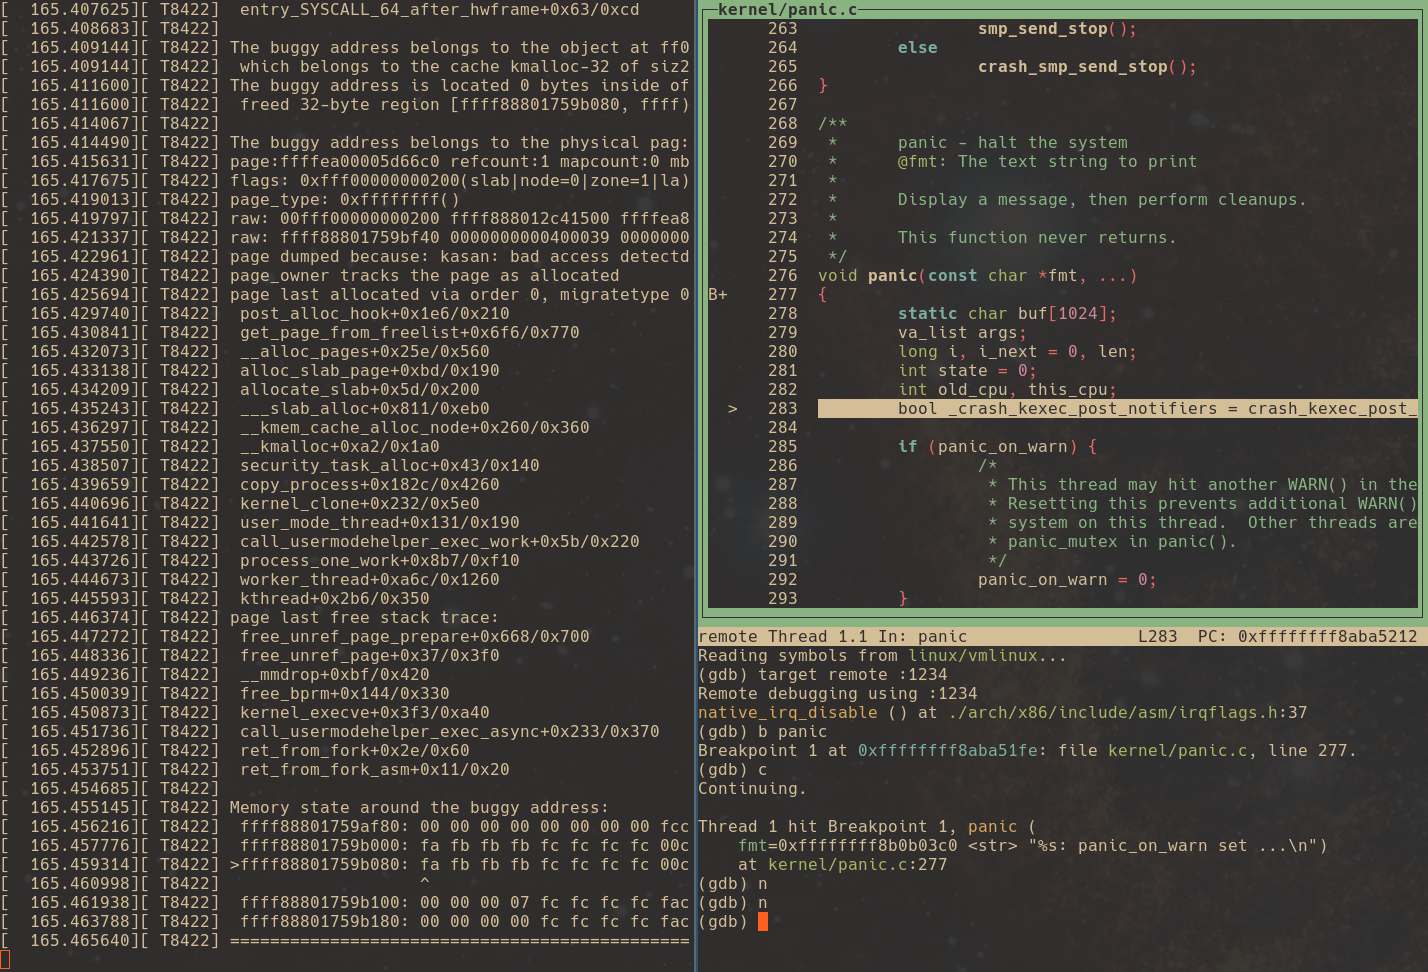 [  165.407625][ T8422]  entry_SYSCALL_64_after_hwframe+0x63/0xcd
[  165.408683][ T8422]
[  165.409144][ T8422] The buggy address belongs to the object at ff0
[  165.409144][ T8422]  which belongs to the cache kmalloc-32 of siz2
[  165.411600][ T8422] The buggy address is located 0 bytes inside of
[  165.411600][ T8422]  freed 32-byte region [ffff88801759b080, ffff)
[  165.414067][ T8422]
[  165.414490][ T8422] The buggy address belongs to the physical pag:
[  165.415631][ T8422] page:ffffea00005d66c0 refcount:1 mapcount:0 mb
[  165.417675][ T8422] flags: 0xfff00000000200(slab|node=0|zone=1|la)
[  165.419013][ T8422] page_type: 0xffffffff()
[  165.419797][ T8422] raw: 00fff00000000200 ffff888012c41500 ffffea8
[  165.421337][ T8422] raw: ffff88801759bf40 0000000000400039 0000000
[  165.422961][ T8422] page dumped because: kasan: bad access detectd
[  165.424390][ T8422] page_owner tracks the page as allocated
[  165.425694][ T8422] page last allocated via order 0, migratetype 0
[  165.429740][ T8422]  post_alloc_hook+0x1e6/0x210
[  165.430841][ T8422]  get_page_from_freelist+0x6f6/0x770
[  165.432073][ T8422]  __alloc_pages+0x25e/0x560
[  165.433138][ T8422]  alloc_slab_page+0xbd/0x190
[  165.434209][ T8422]  allocate_slab+0x5d/0x200
[  165.435243][ T8422]  ___slab_alloc+0x811/0xeb0
[  165.436297][ T8422]  __kmem_cache_alloc_node+0x260/0x360
[  165.437550][ T8422]  __kmalloc+0xa2/0x1a0
[  165.438507][ T8422]  security_task_alloc+0x43/0x140
[  165.439659][ T8422]  copy_process+0x182c/0x4260
[  165.440696][ T8422]  kernel_clone+0x232/0x5e0
[  165.441641][ T8422]  user_mode_thread+0x131/0x190
[  165.442578][ T8422]  call_usermodehelper_exec_work+0x5b/0x220
[  165.443726][ T8422]  process_one_work+0x8b7/0xf10
[  165.444673][ T8422]  worker_thread+0xa6c/0x1260
[  165.445593][ T8422]  kthread+0x2b6/0x350
[  165.446374][ T8422] page last free stack trace:
[  165.447272][ T8422]  free_unref_page_prepare+0x668/0x700
[  165.448336][ T8422]  free_unref_page+0x37/0x3f0
[  165.449236][ T8422]  __mmdrop+0xbf/0x420
[  165.450039][ T8422]  free_bprm+0x144/0x330
[  165.450873][ T8422]  kernel_execve+0x3f3/0xa40
[  165.451736][ T8422]  call_usermodehelper_exec_async+0x233/0x370
[  165.452896][ T8422]  ret_from_fork+0x2e/0x60
[  165.453751][ T8422]  ret_from_fork_asm+0x11/0x20
[  165.454685][ T8422]
[  165.455145][ T8422] Memory state around the buggy address:
[  165.456216][ T8422]  ffff88801759af80: 00 00 00 00 00 00 00 00 fcc
[  165.457776][ T8422]  ffff88801759b000: fa fb fb fb fc fc fc fc 00c
[  165.459314][ T8422] >ffff88801759b080: fa fb fb fb fc fc fc fc 00c
[  165.460998][ T8422]                    ^
[  165.461938][ T8422]  ffff88801759b100: 00 00 00 07 fc fc fc fc fac
[  165.463788][ T8422]  ffff88801759b180: 00 00 00 00 fc fc fc fc fac
[  165.465640][ T8422] ==============================================
kernel/panic.c
263                 smp_send_stop();
264         else
265                 crash_smp_send_stop();
266 }
267
268 /**
269  *      panic - halt the system
270  *      @fmt: The text string to print
271  *
272  *      Display a message, then perform cleanups.
273  *
274  *      This function never returns.
275  */
276 void panic(const char *fmt, ...)
B+ 277 {
278         static char buf[1024];
279         va_list args;
280         long i, i_next = 0, len;
281         int state = 0;
282         int old_cpu, this_cpu;
> 283         bool _crash_kexec_post_notifiers = crash_kexec_post_
284
285         if (panic_on_warn) {
286                 /*
287                  * This thread may hit another WARN() in the
288                  * Resetting this prevents additional WARN()
289                  * system on this thread.  Other threads are
290                  * panic_mutex in panic().
291                  */
292                 panic_on_warn = 0;
293         }
remote Thread 1.1 In: panic                 L283  PC: 0xffffffff8aba5212
Reading symbols from linux/vmlinux...
(gdb) target remote :1234
Remote debugging using :1234
native_irq_disable () at ./arch/x86/include/asm/irqflags.h:37
(gdb) b panic
Breakpoint 1 at 0xffffffff8aba51fe: file kernel/panic.c, line 277.
(gdb) c
Continuing.
Thread 1 hit Breakpoint 1, panic (
    fmt=0xffffffff8b0b03c0 <str> "%s: panic_on_warn set ...\n")
    at kernel/panic.c:277
(gdb) n
(gdb) n
(gdb)